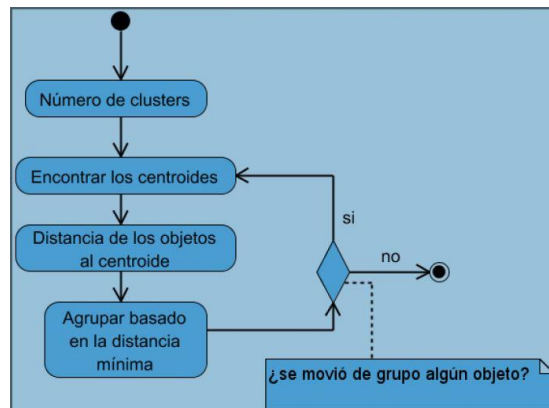 Número de clusters
Encontrar los centroides
Distancia de los objetos
al centroide
Agrupar basado
en la distancia
mínima
si
no
¿se movió de grupo algún objeto?